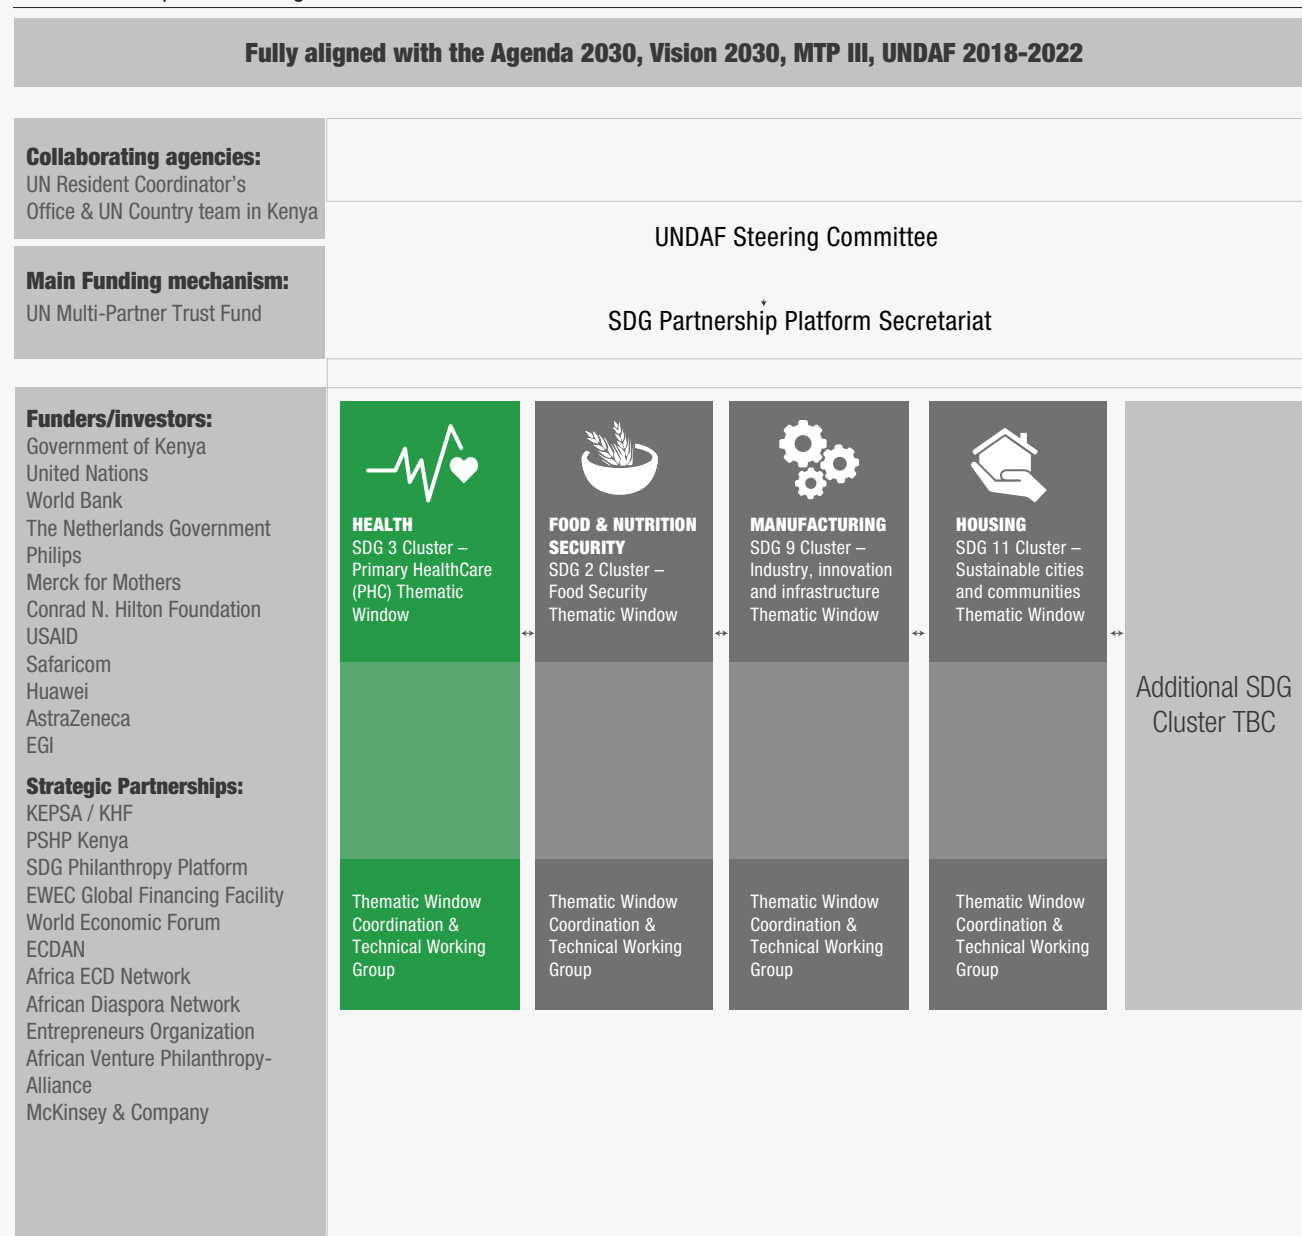 Fully aligned with the Agenda 2030, Vision 2030, MTP III, UNDAF 2018-2022
Collaborating agencies:
UN Resident Coordinator's
Office & UN Country team in Kenya
Main Funding mechanism:
UN Multi-Partner Trust Fund
UNDAF Steering Committee
SDG Partnership Platform Secretariat
Funders/investors:
Government of Kenya
United Nations
World Bank
The Netherlands Government
Philips
Merck for Mothers
Conrad N. Hilton Foundation
USAID
Safaricom
Huawei
AstraZeneca
EGI
Strategic Partnerships:
KEPSA / KHF
PSHP Kenya
SDG Philanthropy Platform
EWEC Global Financing Facility
World Economic Forum
ECDAN
Africa ECD Network
African Diaspora Network
Entrepreneurs Organization
African Venture Philanthropy-
Alliance
McKinsey & Company
HEALTH
SDG 3 Cluster –
Primary HealthCare
(PHC) Thematic
Window
Thematic Window
Coordination &
Technical Working
Group
FOOD & NUTRITION
SECURITY
SDG 2 Cluster –
Food Security
Thematic Window
Thematic Window
Coordination &
Technical Working
Group
MANUFACTURING
SDG 9 Cluster –
Industry, innovation
and infrastructure
Thematic Window
Thematic Window
Coordination &
Technical Working
Group
HOUSING
SDG 11 Cluster –
Sustainable cities
and communities
Thematic Window
Thematic Window
Coordination &
Technical Working
Group
Additional SDG
Cluster TBC